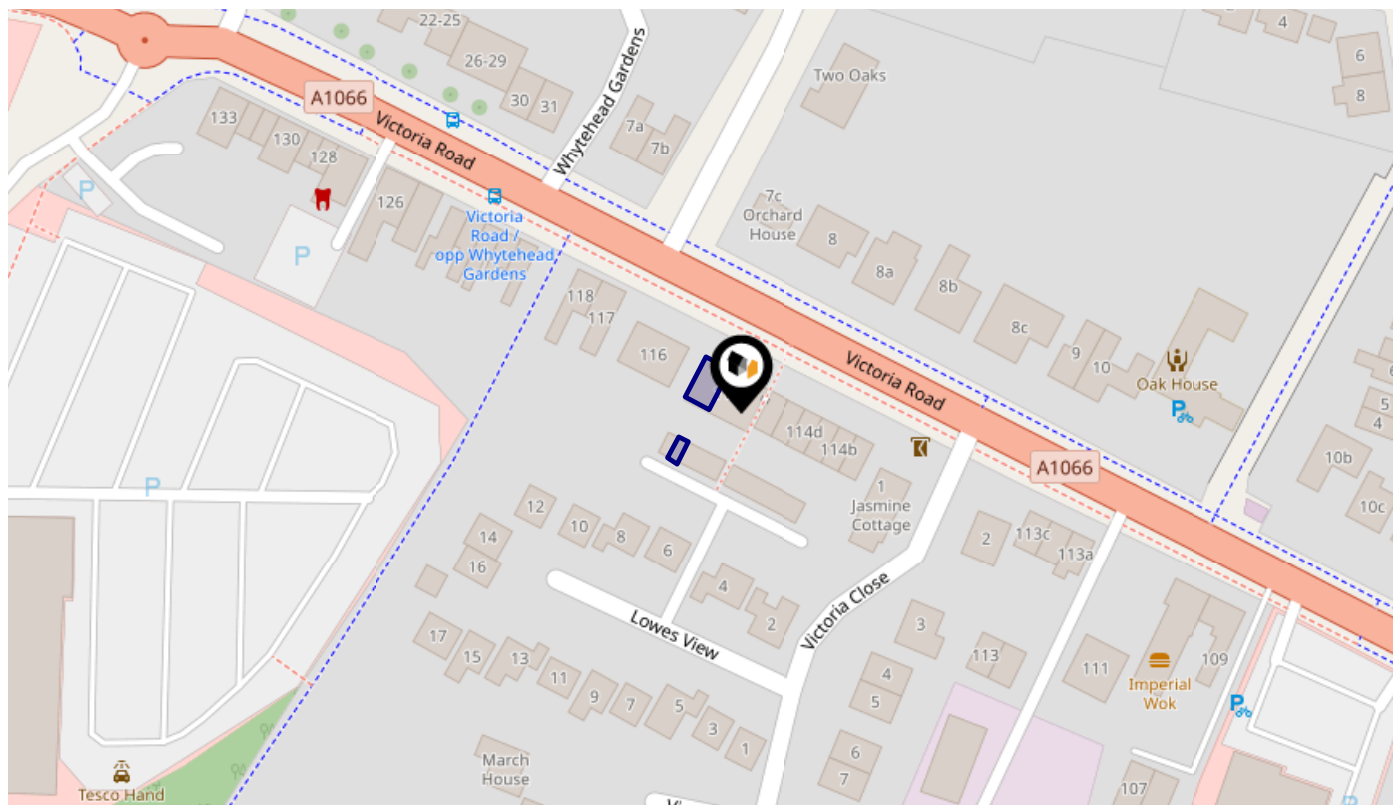 22-25
26-29
30
31
A1066
133
130
128
126
Victoria Road
Whytehead Gardens
7a
7b
Two Oaks
4
6
8
P
P
Victoria
Road /
opp Whytehead
Gardens
7c
Orchard
House
8
8a
8b
8c
9
10
Oak House
P
118
117
116
Victoria Road
114d
114b
A1066
5
4
10b
10c
1
Jasmine
Cottage
P
12
10
8
6
14
16
4
2
2
113c
113a
Lowes View
Victoria Close
17
15
13
11
9
7
5
3
1
3
4
5
6
7
113
111
109
Imperial
Wok
P
107
P
March
House
Tesco Hand